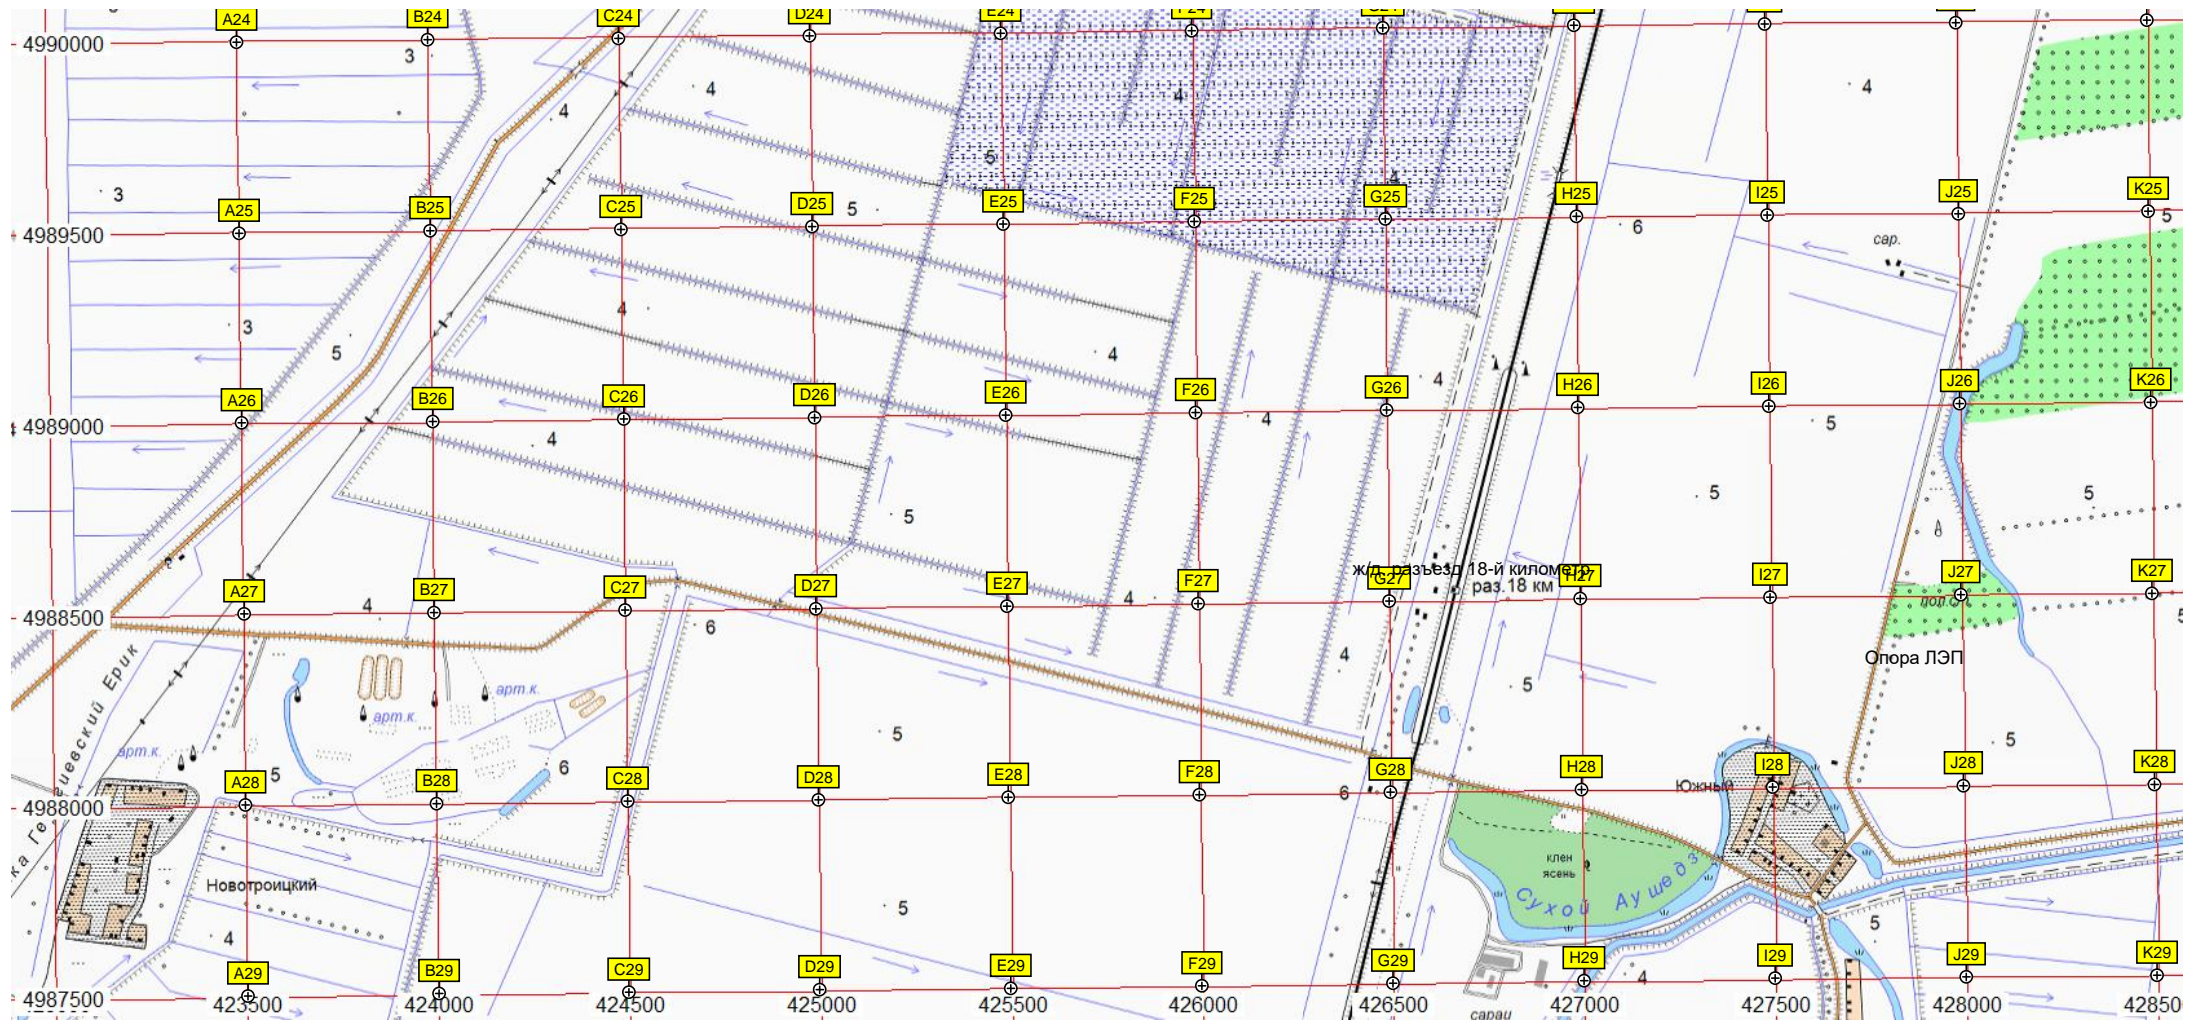 A24 B24 C24 D24 E24 F24
4990000
3 4 4 4 4
3 5 5 4
A25 B25 C25 D25 E25 F25 G25 H25 I25 J25 K25
4989500
6 5
сар.
3 5 4 4 4
A26 B26 C26 D26 E26 F26 G26 H26 I26 J26 K26
4989000
4 4 5
5 5 5
ж/д. разъезд 18-й километр
раз.18 км
A27 B27 C27 D27 E27 F27 G27 H27 I27 J27 K27
4988500
4 4 6
4 5
Опора ЛЭП
Ерик
арт.к.
арт.к.
арт.к.
5 5
A28 B28 C28 D28 E28 F28 G28 H28 I28 J28 K28
5 6 6
Южный
4988000
клен
ясень
Сухой Аушедз
Новотроицкий
4 5 5 4
A29 B29 C29 D29 E29 F29 G29 H29 I29 J29 K29
4987500
423500 424000 424500 425000 425500 426000 426500 427000 427500 428000 42850
сараи